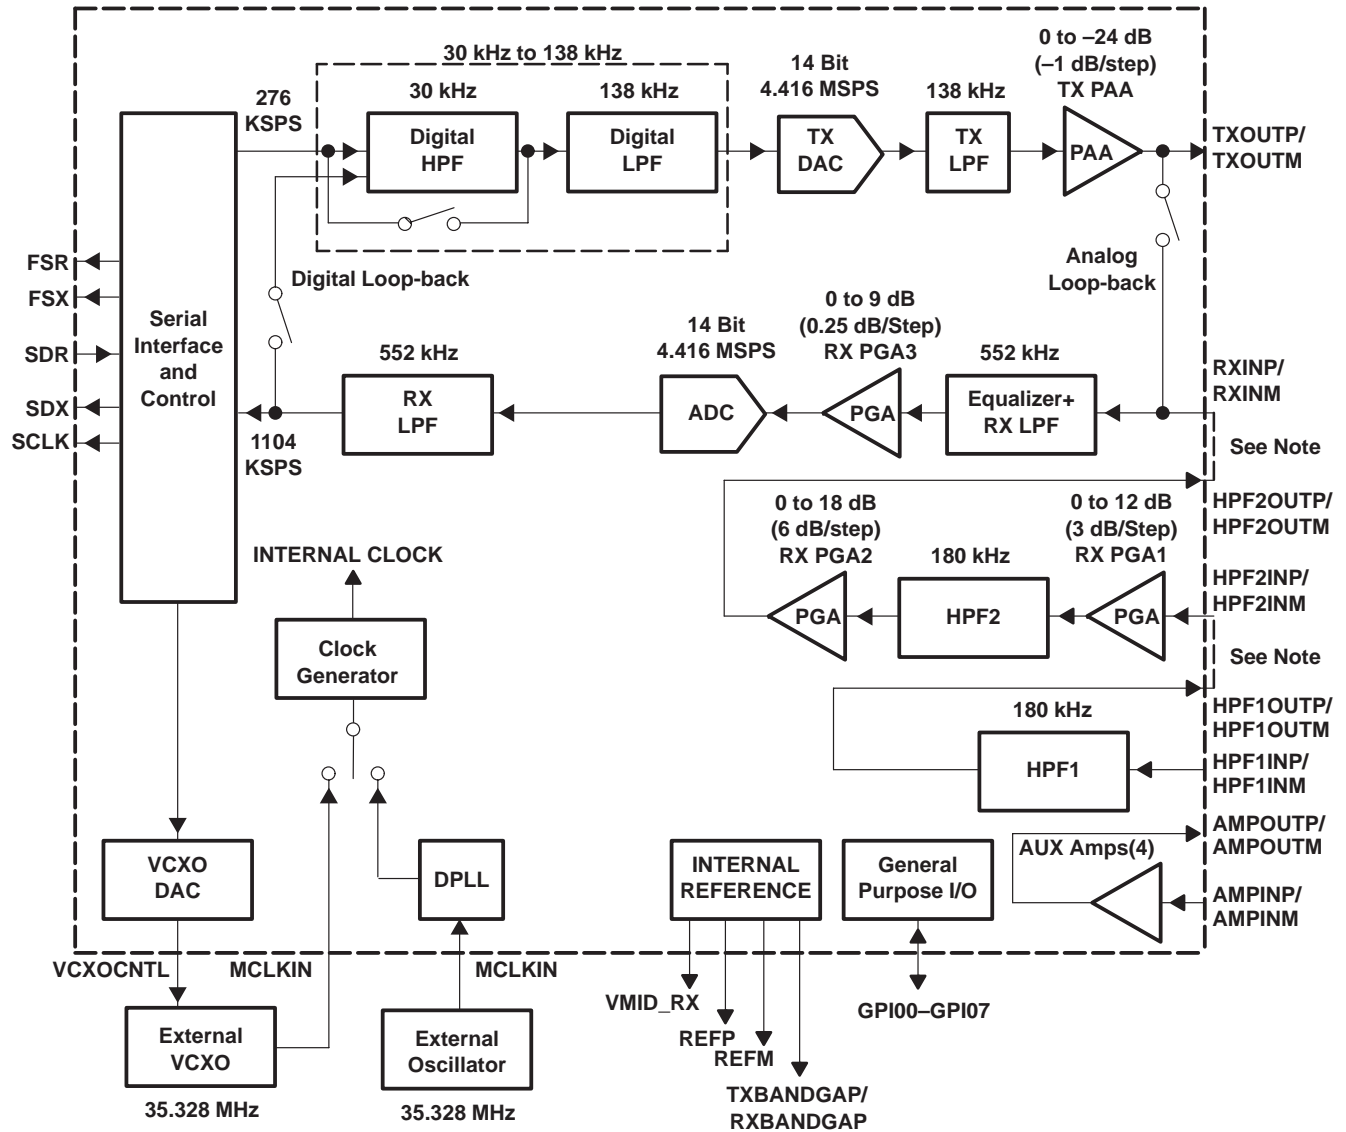 30 kHz to 138 kHz
276
KSPS
30 kHz
138 kHz
Digital
HPF
Digital
LPF
14 Bit
4.416 MSPS
TX
DAC
138 kHz
TX
LPF
0 to –24 dB
(–1 dB/step)
TX PAA
PAA
TXOUTP/
TXOUTM
Digital Loop-back
Analog
Loop-back
FSR
FSX
SDR
SDX
SCLK
Serial
Interface
and
Control
1104
KSPS
552 kHz
RX
LPF
14 Bit
4.416 MSPS
ADC
0 to 9 dB
(0.25 dB/Step)
RX PGA3
PGA
552 kHz
Equalizer+
RX LPF
RXINP/
RXINM
See Note
HPF2OUTP/
HPF2OUTM
0 to 18 dB
(6 dB/step)
RX PGA2
PGA
180 kHz
HPF2
0 to 12 dB
(3 dB/Step)
RX PGA1
PGA
HPF2INP/
HPF2INM
See Note
HPF1OUTP/
HPF1OUTM
180 kHz
HPF1
HPF1INP/
HPF1INM
INTERNAL CLOCK
Clock
Generator
VCXO
DAC
DPLL
INTERNAL
REFERENCE
General
Purpose I/O
AUX Amps(4)
AMPOUTP/
AMPOUTM
AMPINP/
AMPINM
VCXOCNTL
MCLKIN
MCLKIN
VMID_RX
REFP
REFM
TXBANDGAP/
RXBANDGAP
GPI00–GPI07
External
VCXO
35.328 MHz
External
Oscillator
35.328 MHz